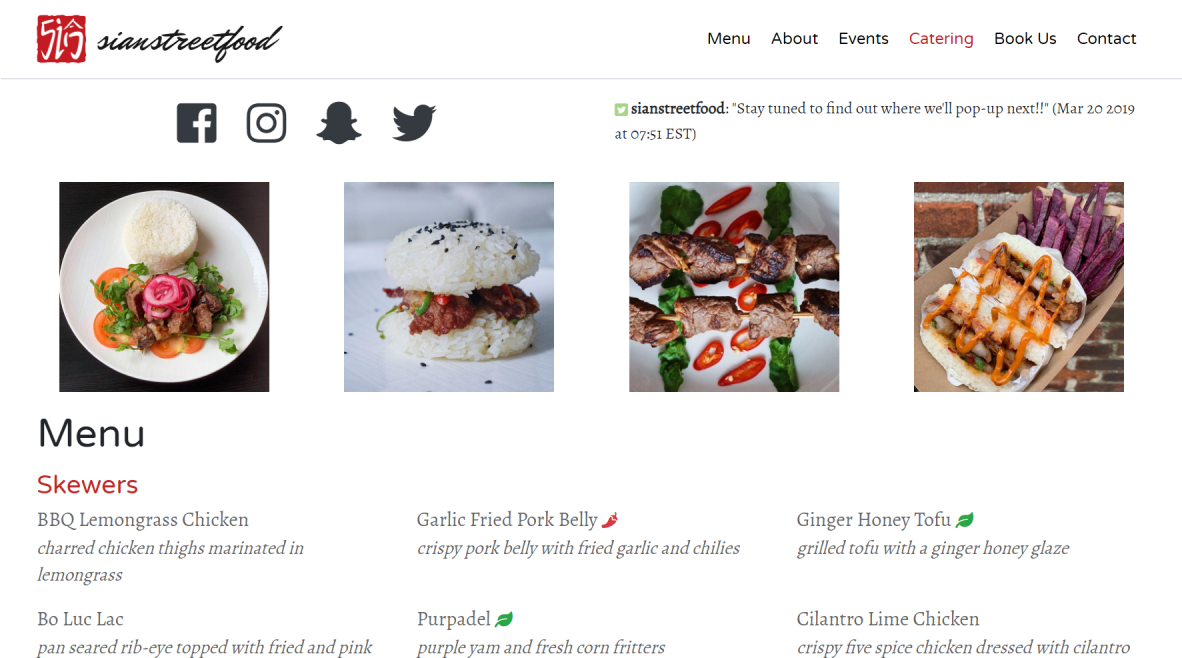 sianstreetfood
Menu About Events Catering Book Us Contact
sianstreetfood: "Stay tuned to find out where we'll pop-up next!!" (Mar 20 2019
at 07:51 EST)
Menu
Skewers
BBQ Lemongrass Chicken
charred chicken thighs marinated in
lemongrass
Garlic Fried Pork Belly
crispy pork belly with fried garlic and chilies
Ginger Honey Tofu
grilled tofu with a ginger honey glaze
Bo Luc Lac
pan seared rib-eye topped with fried and pink
Purpadel
purple yam and fresh corn fritters
Cilantro Lime Chicken
crispy five spice chicken dressed with cilantro